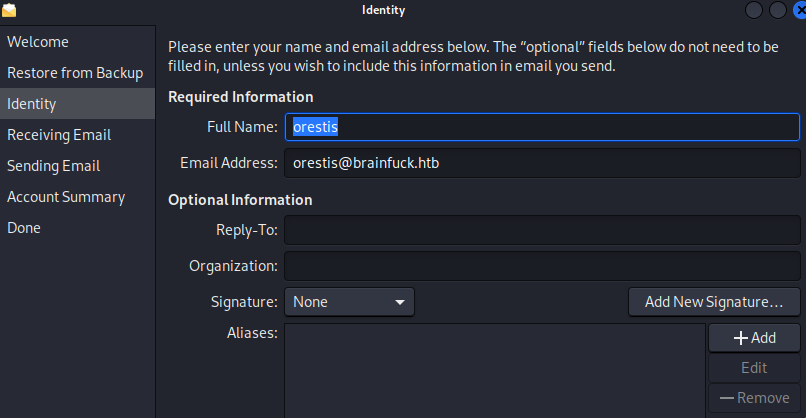 Identity
Welcome
Restore from Backup
Identity
Receiving Email
Sending Email
Account Summary
Done
Please enter your name and email address below. The “optional” fields below do not need to be
filled in, unless you wish to include this information in email you send.
Required Information
Full Name: orestis
Email Address: orestis@brainfuck.htb
Optional Information
Reply-To:
Organization:
Signature: None Add New Signature...
Aliases:
+ Add
Edit
— Remove